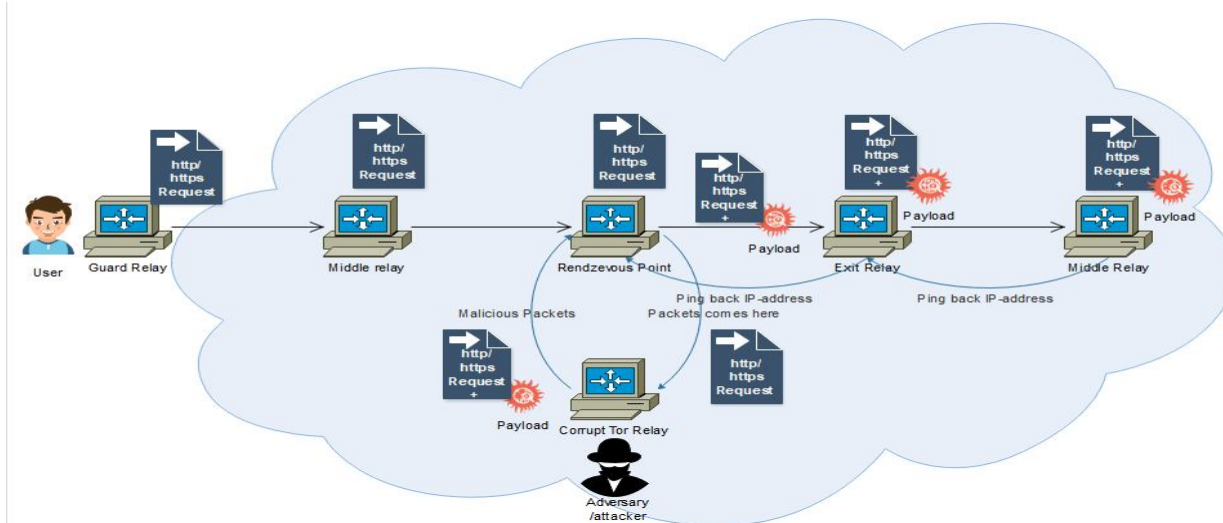 http/
https
Request
http/
https
Request
http/
https
Request
http/
https
Request
+
Payload
http/
https
Request
+
Payload
http/
https
Request
+
Payload
User
Guard Relay
Middle relay
Rendzevous Point
Exit Relay
Middle Relay
Ping back IP-address
Ping back IP-address
Malicious Packets
Packets comes here
http/
https
Request
+
Payload
http/
https
Request
+
Corrupt Tor Relay
Adversary
/attacker